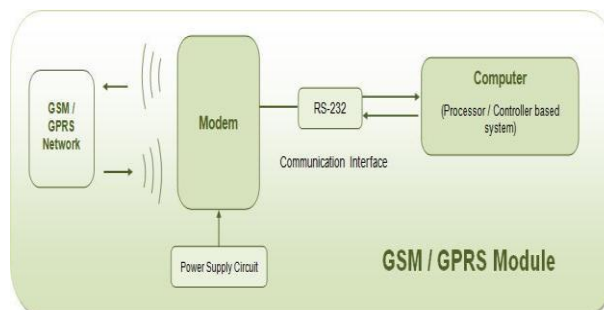 GSM /
GPRS
Network
Modem
RS-232
Communication Interface
Computer
(Processor / Controller based
system)
Power Supply Circuit
GSM / GPRS Module